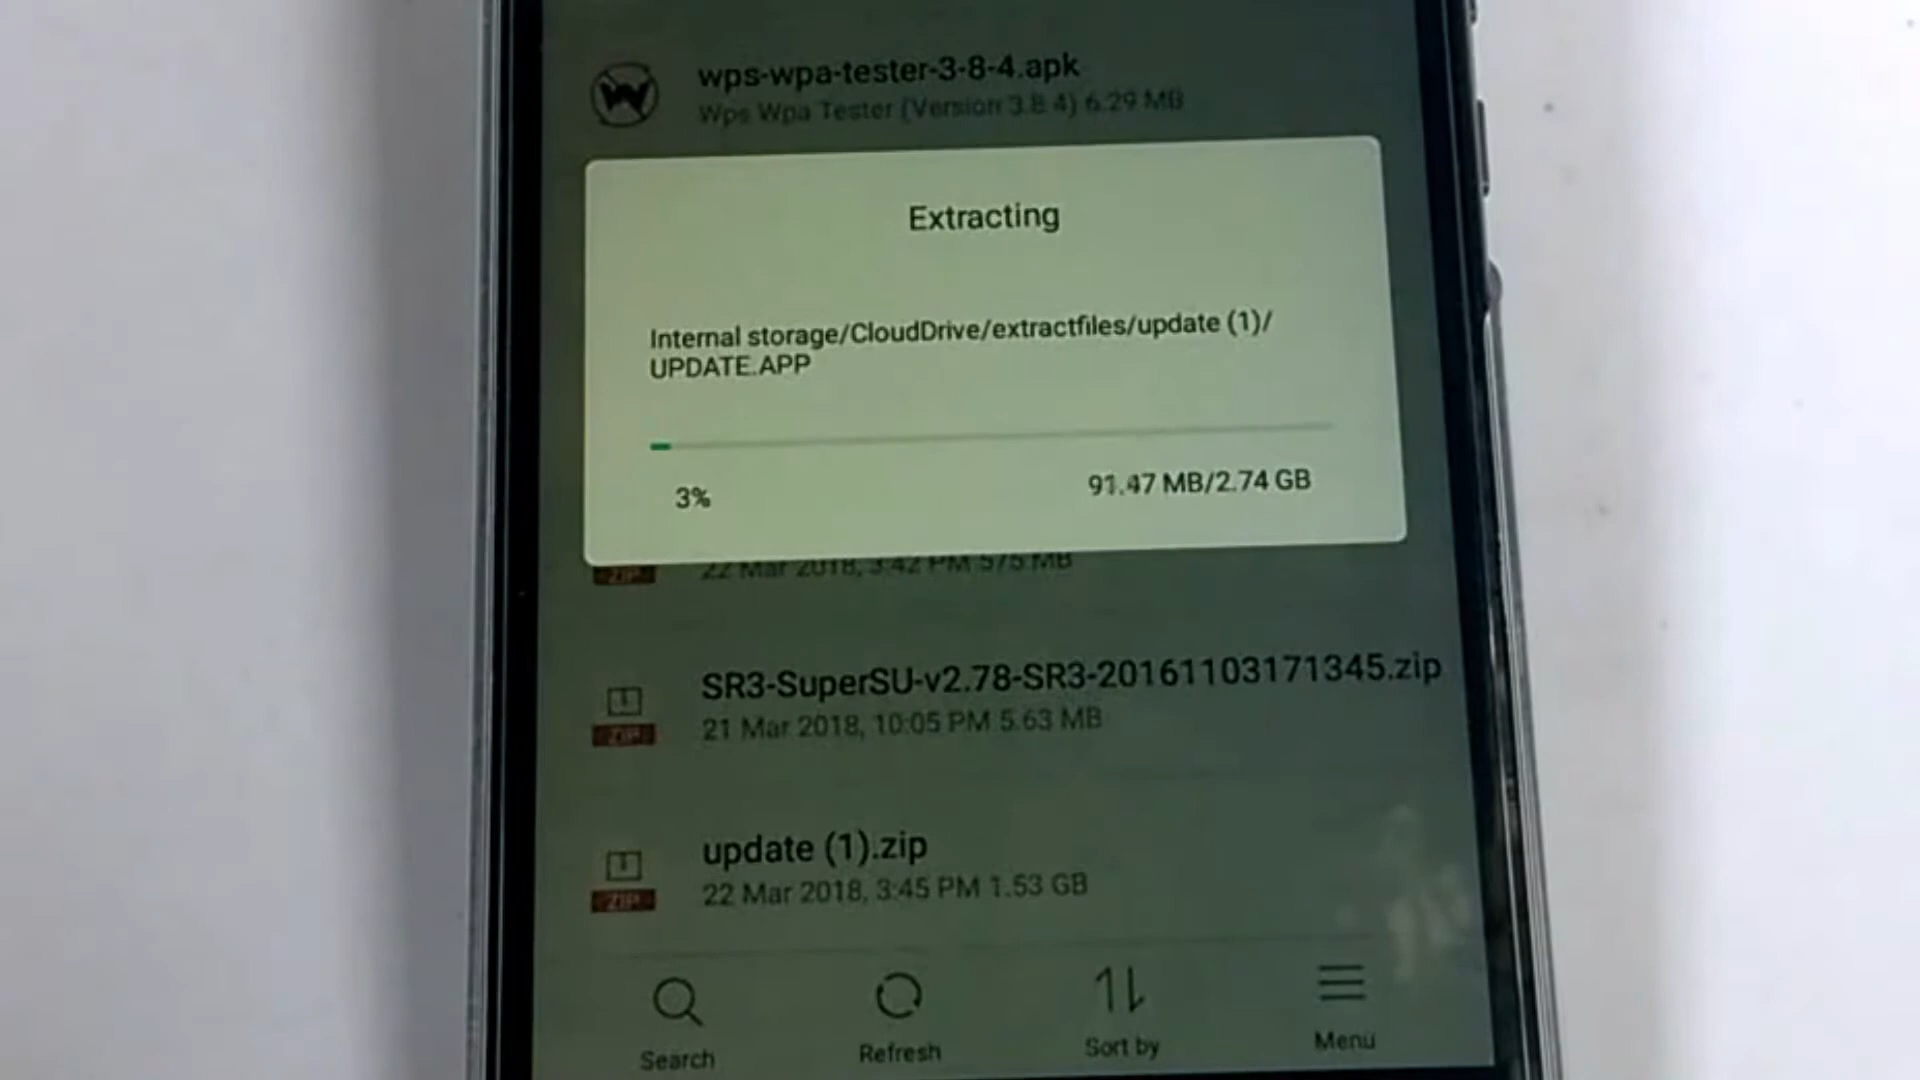 wps-wpa-tester-3-8-4.apk
Wps Wpa Tester (Version 3.8.4) 6.29 MB
Extracting
Internal storage/CloudDrive/extractfiles/update (1)/
UPDATE.APP
3%
91.47 MB/2.74 GB
ZIP
22 Mar 2018, 3:42 PM 575 MB
SR3-SuperSU-v2.78-SR3-20161103171345.zip
ZIP
21 Mar 2018, 10:05 PM 5.63 MB
update (1).zip
ZIP
22 Mar 2018, 3:45 PM 1.53 GB
Search
Refresh
Sort by
Menu